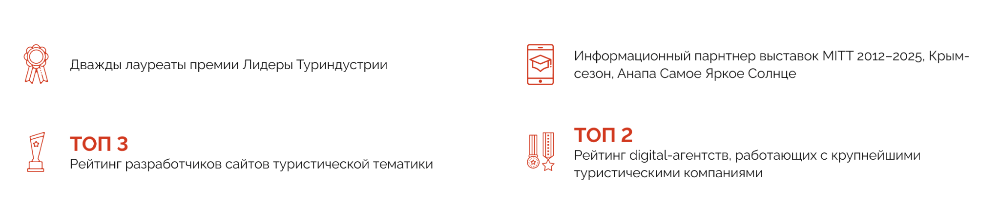 Дважды лауреаты премии Лидеры Туриндустрии
Информационный парнтнер выставок MITT 2012–2025, Крым-
сезон, Анапа Самое Яркое Солнце
ТОП 3
Рейтинг разработчиков сайтов туристической тематики
ТОП 2
Рейтинг digital-агентств, работающих с крупнейшими
туристическими компаниями